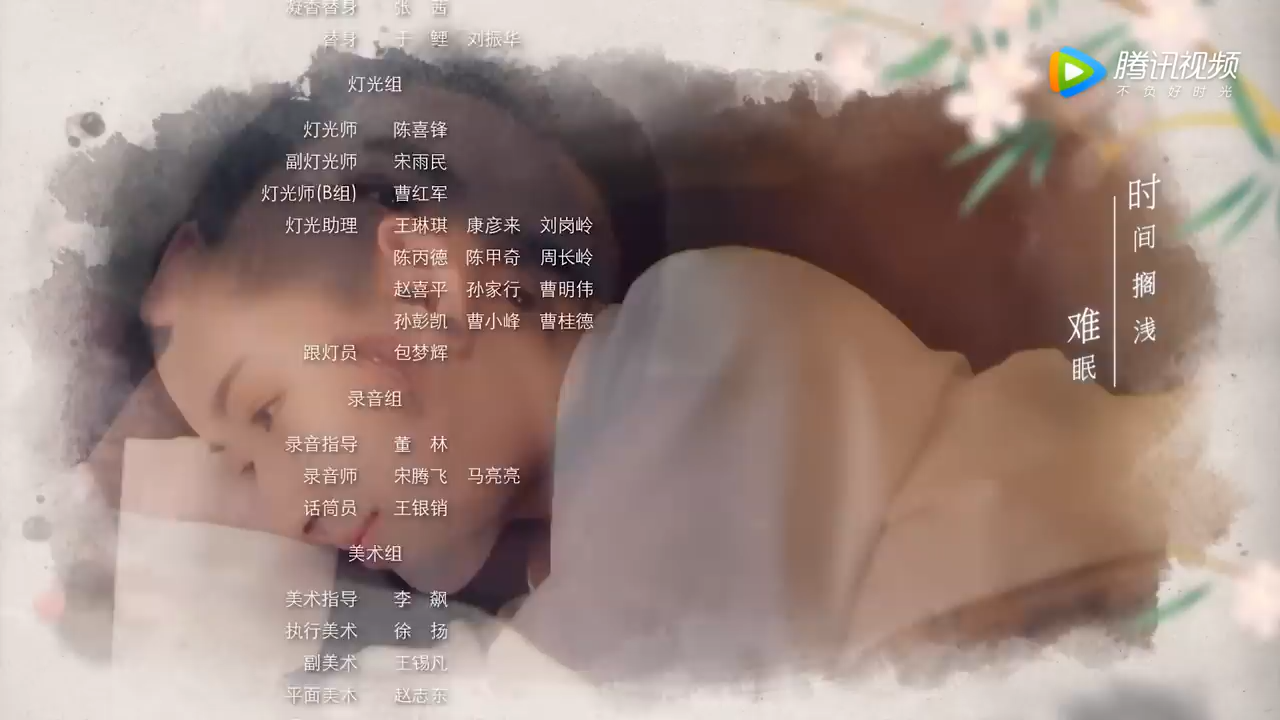 凝香替身 张 茜
替身 于 鲤 刘振华
灯光组
灯光师 陈喜锋
副灯光师 宋雨民
灯光师(B组) 曹红军
灯光助理 王琳琪 康彦来 刘岗岭
陈丙德 陈甲奇 周长岭
赵喜平 孙家行 曹明伟
孙彭凯 曹小峰 曹桂德
跟灯员 包梦辉
录音组
录音指导 董 林
录音师 宋腾飞 马亮亮
话筒员 王银销
美术组
美术指导 李 飙
执行美术 徐 扬
副美术 王锡凡
平面美术 赵志东
腾讯视频
不负好时光
时间搁浅
难眠